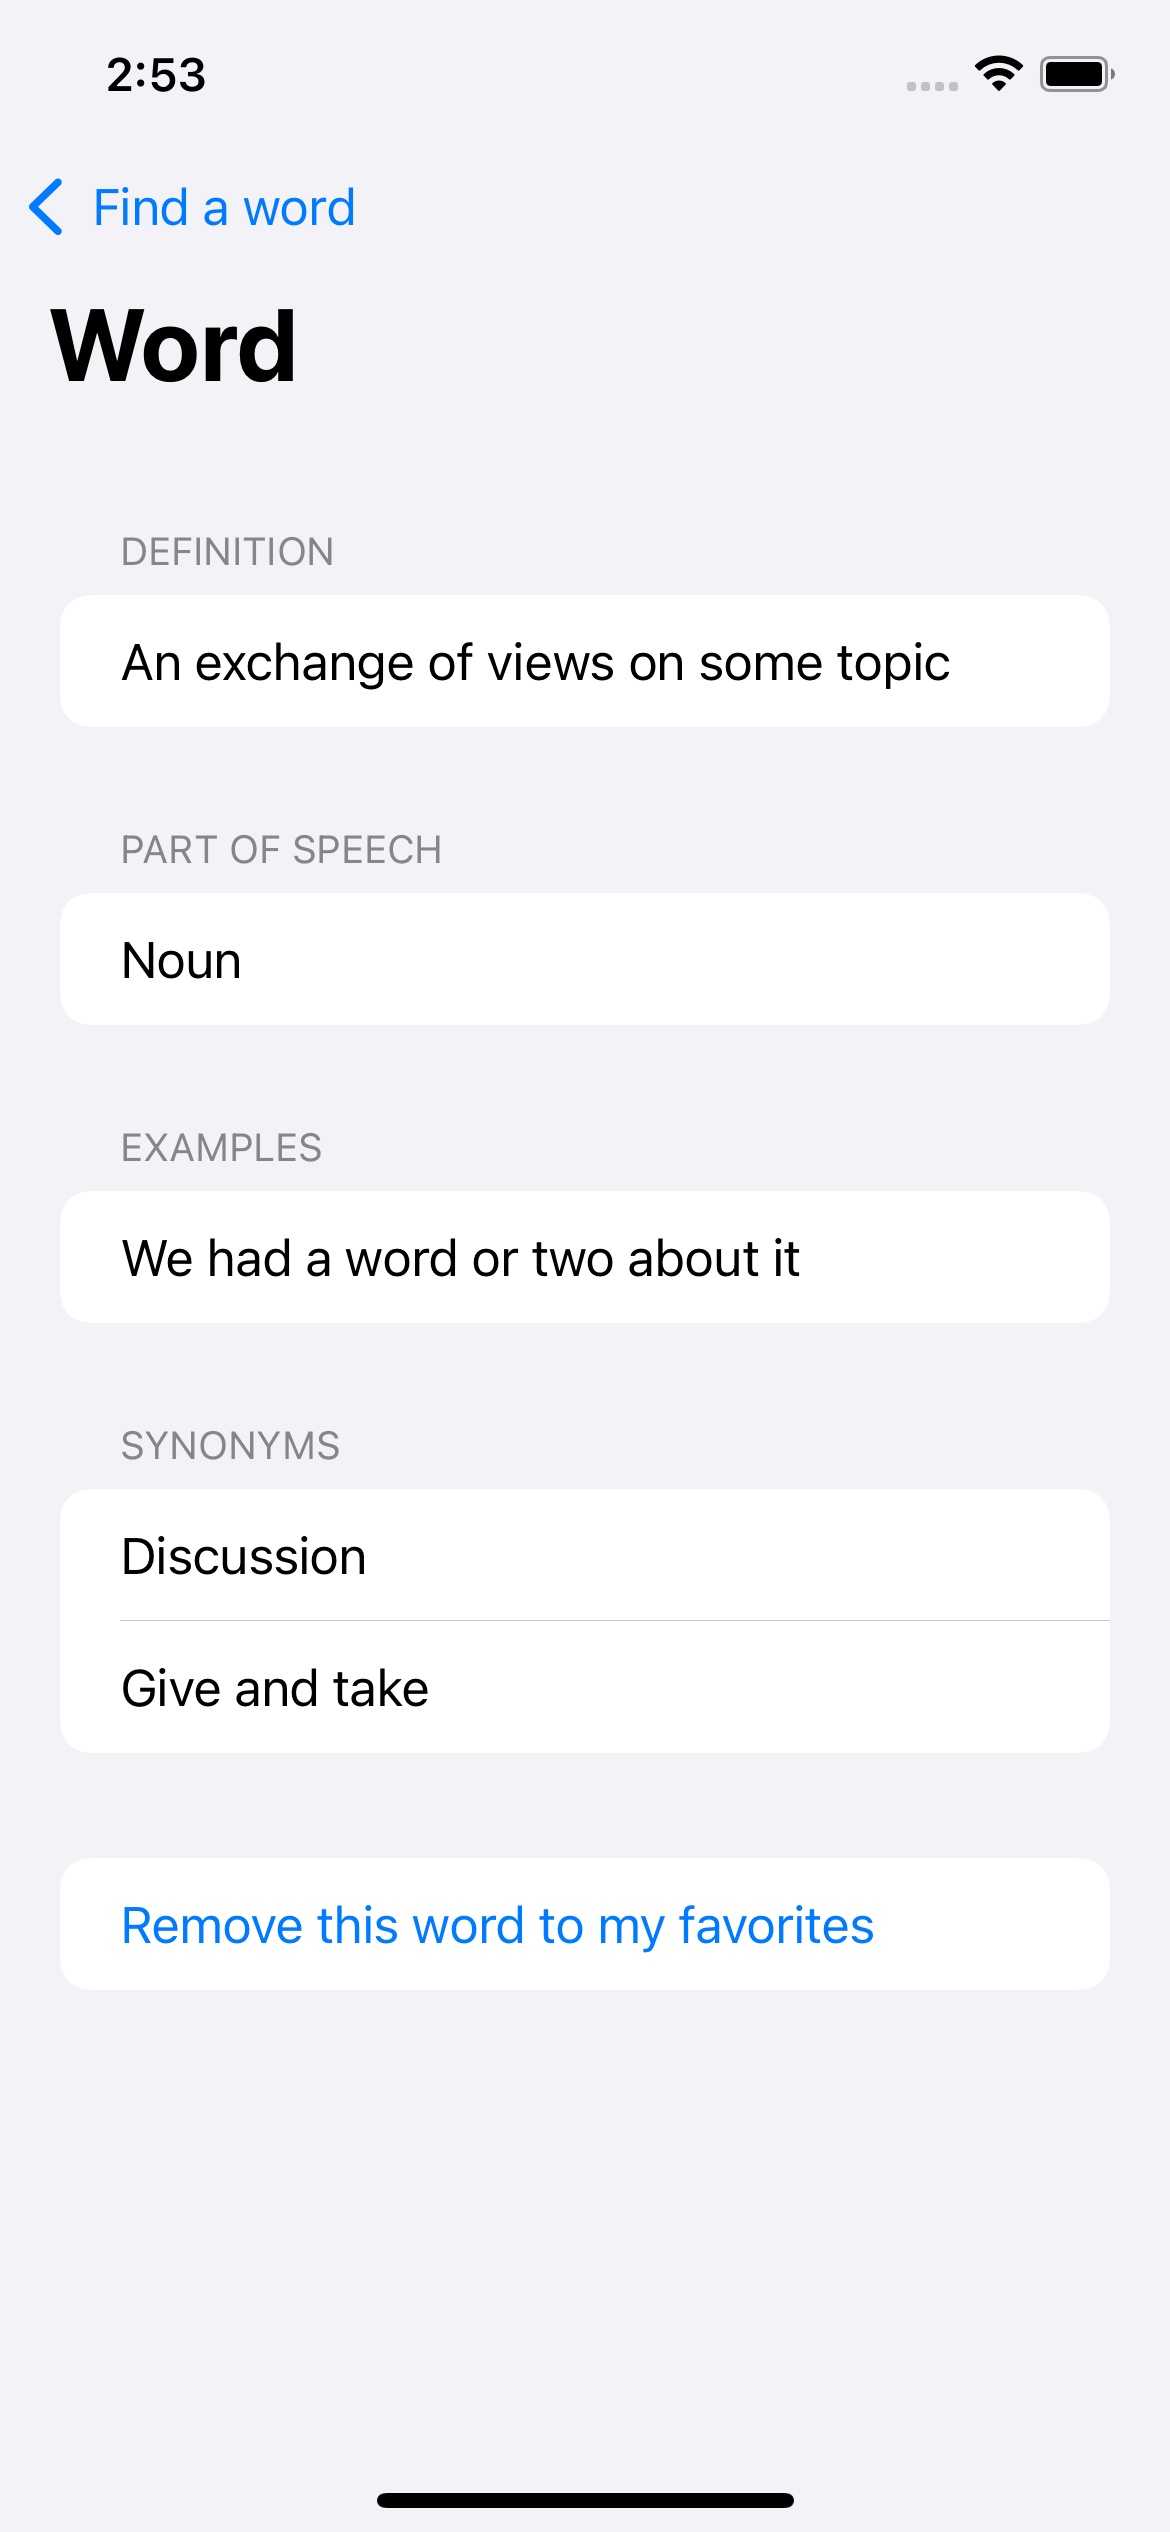 2:53
Find a word
Word
DEFINITION
An exchange of views on some topic
PART OF SPEECH
Noun
EXAMPLES
We had a word or two about it
SYNONYMS
Discussion
Give and take
Remove this word to my favorites